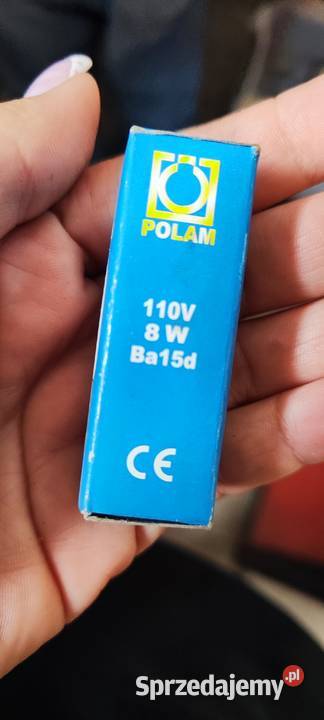 POLAM
110V
8 W
Ba15d
CE
Sprzedajemy.pl